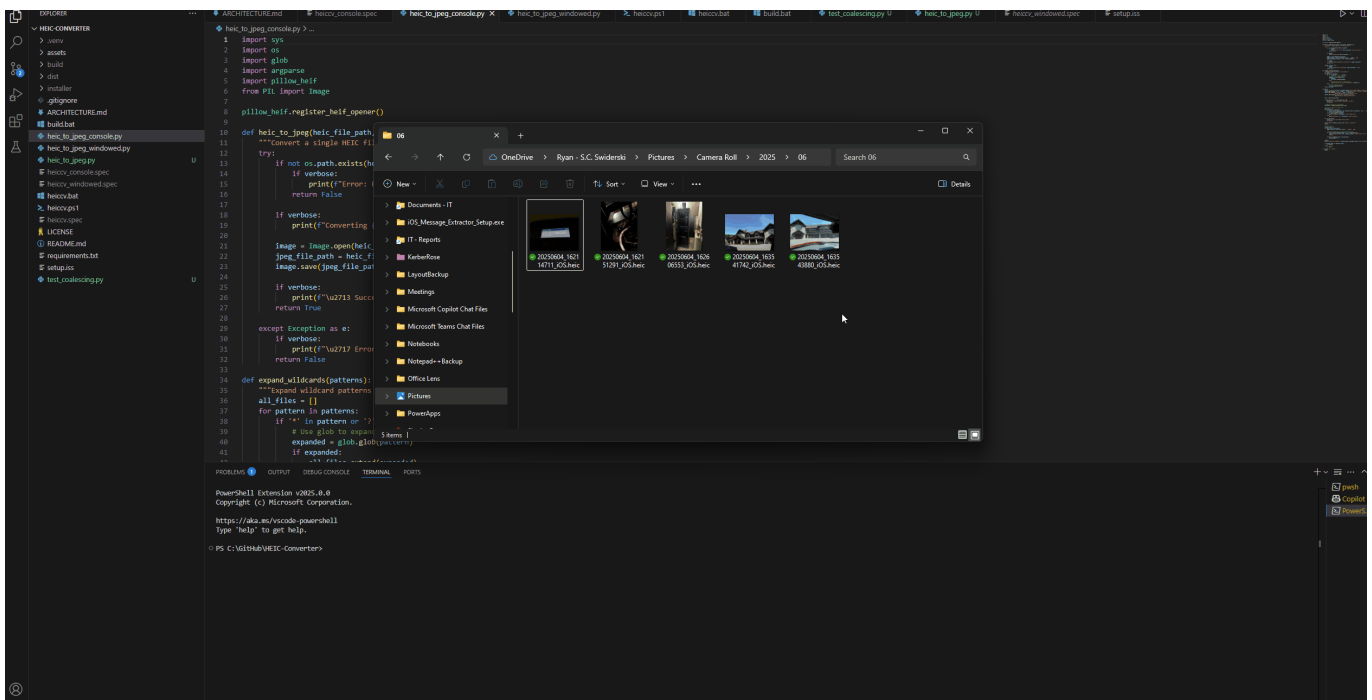 EXPLORER
HEIC-CONVERTER
.venv
assets
build
dist
installer
.gitignore
ARCHITECTURE.md
build.bat
heic_to_jpeg_console.py
heic_to_jpeg_windowed.py
heic_to_jpeg.py U
heiccv_console.spec
heiccv_windowed.spec
heiccv.bat
heiccv.ps1
heiccv.spec
LICENSE
README.md
requirements.txt
setup.iss
test_coalescing.py U
ARCHITECTURE.md heiccv_console.spec heic_to_jpeg_console.py heic_to_jpeg_windowed.py heiccv.ps1 heiccv.bat build.bat test_coalescing.py U heic_to_jpeg.py U heiccv_windowed.spec setup.iss
heic_to_jpeg_console.py > ...
1 import sys
2 import os
3 import glob
4 import argparse
5 import pillow_heif
6 from PIL import Image
7
8 pillow_heif.register_heif_opener()
9
10 def heic_to_jpeg(heic_file_path,
11 """Convert a single HEIC fi
12 try:
13 if not os.path.exists(he
14 if verbose:
15 print(f"Error:
16 return False
17
18 if verbose:
19 print(f"Converting
20
21 image = Image.open(heic_
22 jpeg_file_path = heic_f
23 image.save(jpeg_file_pat
24
25 if verbose:
26 print(f"\u2713 Succ
27 return True
28
29 except Exception as e:
30 if verbose:
31 print(f"\u2717 Erro
32 return False
33
34 def expand_wildcards(patterns):
35 """Expand wildcard patterns
36 all_files = []
37 for pattern in patterns:
38 if '*' in pattern or '?
39 # Use glob to expan
40 expanded = glob.glob(pattern)
41 if expanded:
06
OneDrive > Ryan - S.C. Swiderski > Pictures > Camera Roll > 2025 > 06
Search 06
New Sort View Details
Documents - IT
iOS_Message_Extractor_Setup.exe
IT - Reports
KerberRose
LayoutBackup
Meetings
Microsoft Copilot Chat Files
Microsoft Teams Chat Files
Notebooks
Notepad++Backup
Office Lens
Pictures
PowerApps
20250604_1621
14711_iOS.heic
20250604_1621
51291_iOS.heic
20250604_1626
06553_iOS.heic
20250604_1635
41742_iOS.heic
20250604_1635
43880_iOS.heic
5 items
PROBLEMS 1 OUTPUT DEBUG CONSOLE TERMINAL PORTS
PowerShell Extension v2025.0.0
Copyright (c) Microsoft Corporation.
https://aka.ms/vscode-powershell
Type 'help' to get help.
PS C:\GitHub\HEIC-Converter>
pwsh
Copilot
PowerS